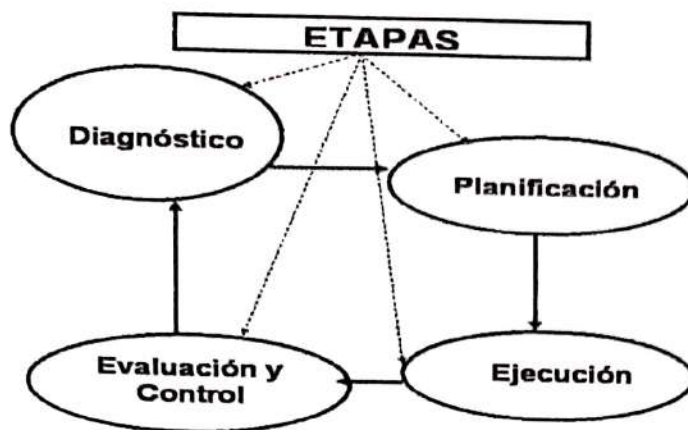 ETAPAS
Diagnóstico
Planificación
Evaluación y
Control
Ejecución